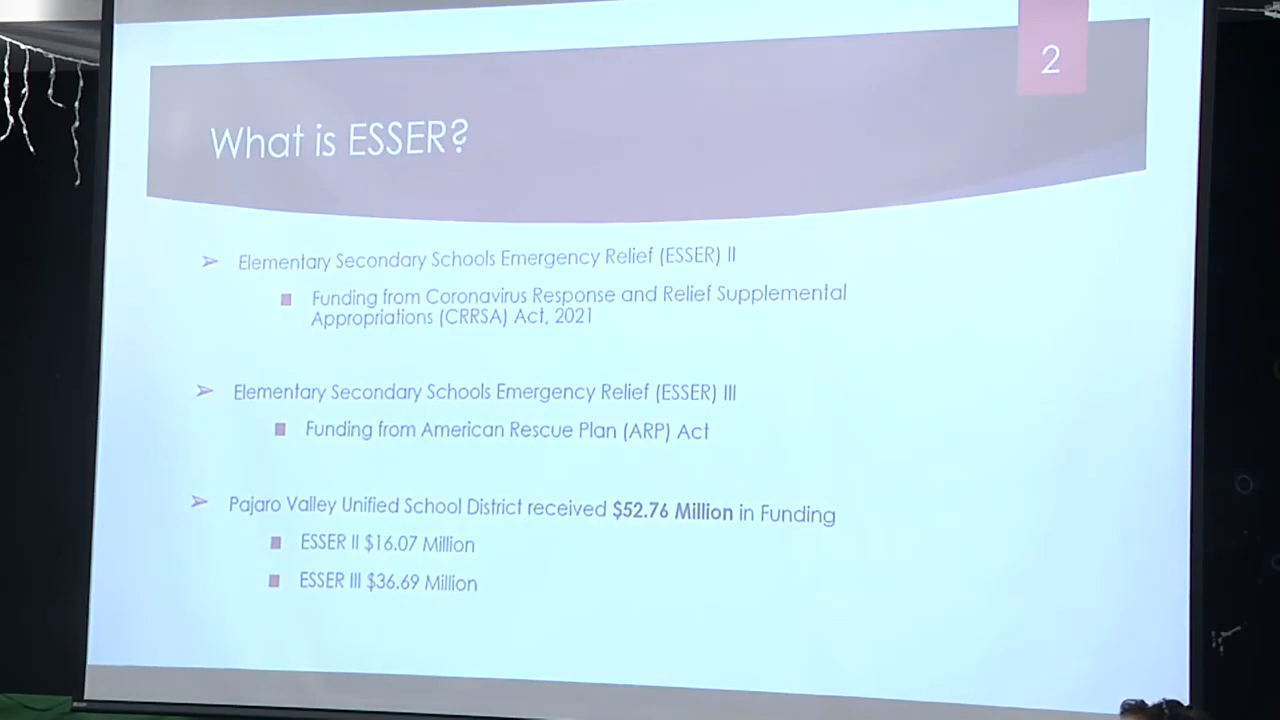 2
What is ESSER?
Elementary Secondary Schools Emergency Relief (ESSER) II
Funding from Coronavirus Response and Relief Supplemental
Appropriations (CRRSA) Act, 2021
Elementary Secondary Schools Emergency Relief (ESSER) III
Funding from American Rescue Plan (ARP) Act
Pajaro Valley Unified School District received $52.76 Million in Funding
ESSER II $16.07 Million
ESSER III $36.69 Million